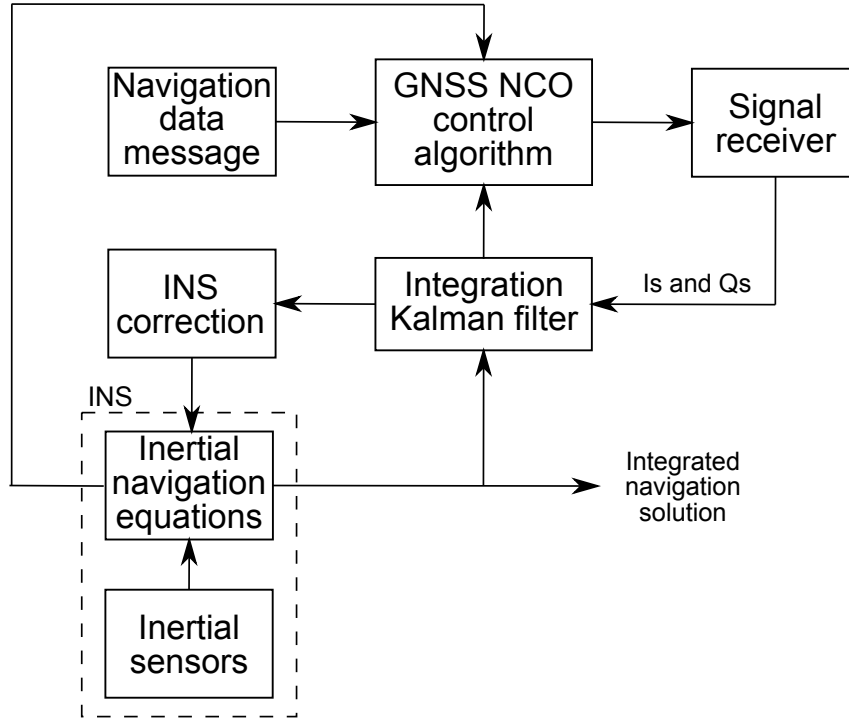 Navigation
data
message
GNSS NCO
control
algorithm
Signal
receiver
INS
correction
Integration
Kalman filter
Is and Qs
INS
Inertial
navigation
equations
Integrated
navigation
solution
Inertial
sensors